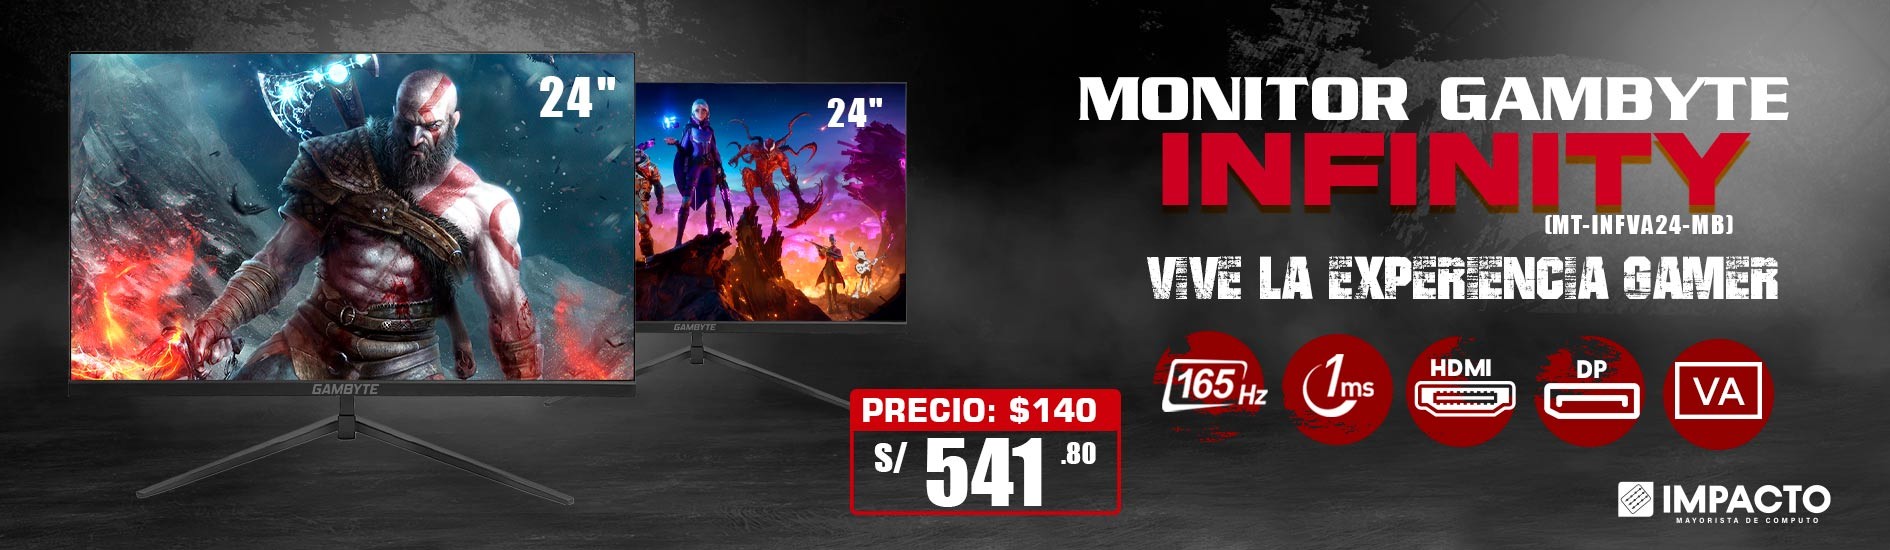 24"
24"
GAMBYTE
GAMBYTE
MONITOR GAMBYTE
INFINITY
(MT-INFVA24-MB)
VIVE LA EXPERIENCIA GAMER
165Hz
1ms
HDMI
DP
VA
PRECIO: $140
S/ 541.80
IMPACTO
MAYORISTA DE COMPUTO